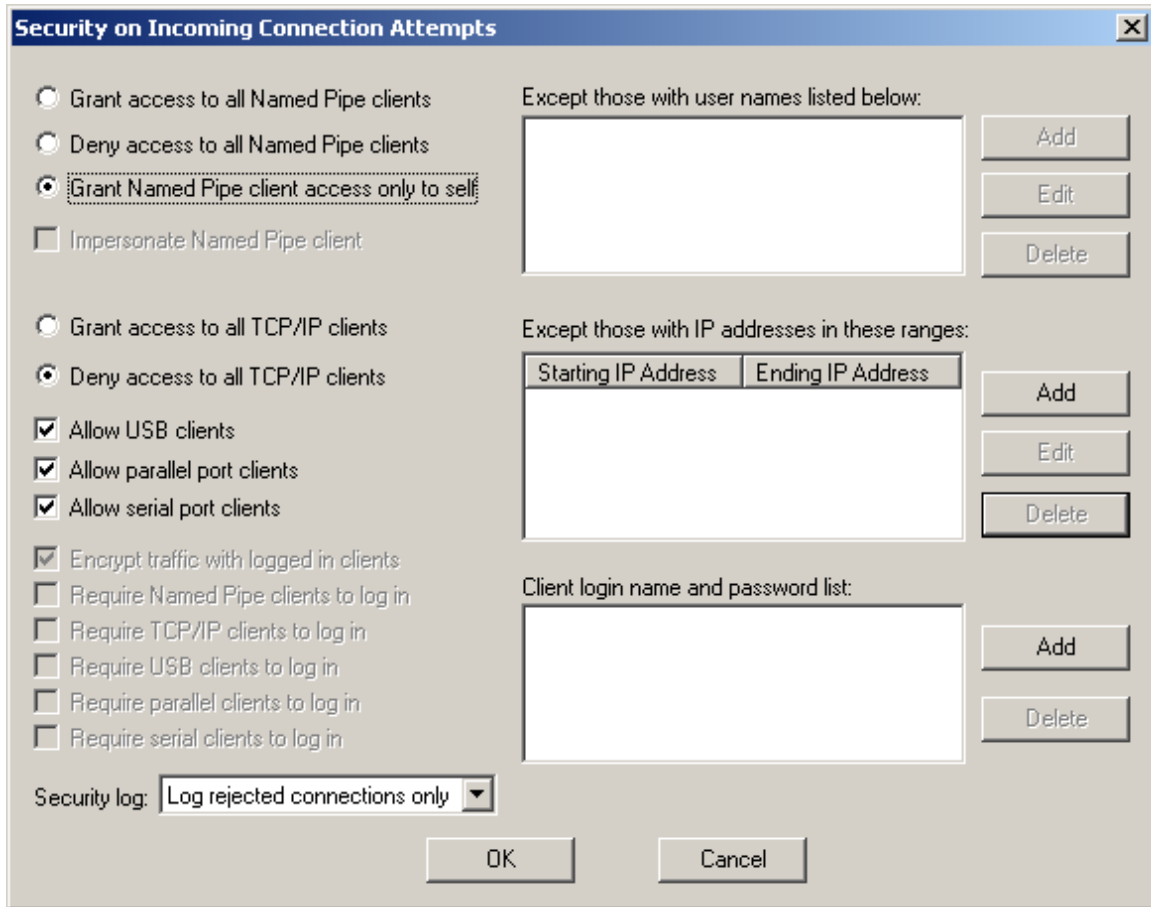 Security on Incoming Connection Attempts
Grant access to all Named Pipe clients
Deny access to all Named Pipe clients
Grant Named Pipe client access only to self
Impersonate Named Pipe client
Except those with user names listed below:
Add
Edit
Delete
Grant access to all TCP/IP clients
Deny access to all TCP/IP clients
Allow USB clients
Allow parallel port clients
Allow serial port clients
Except those with IP addresses in these ranges:
Starting IP Address Ending IP Address
Add
Edit
Delete
Encrypt traffic with logged in clients
Require Named Pipe clients to log in
Require TCP/IP clients to log in
Require USB clients to log in
Require parallel clients to log in
Require serial clients to log in
Client login name and password list:
Add
Delete
Security log: Log rejected connections only
OK Cancel